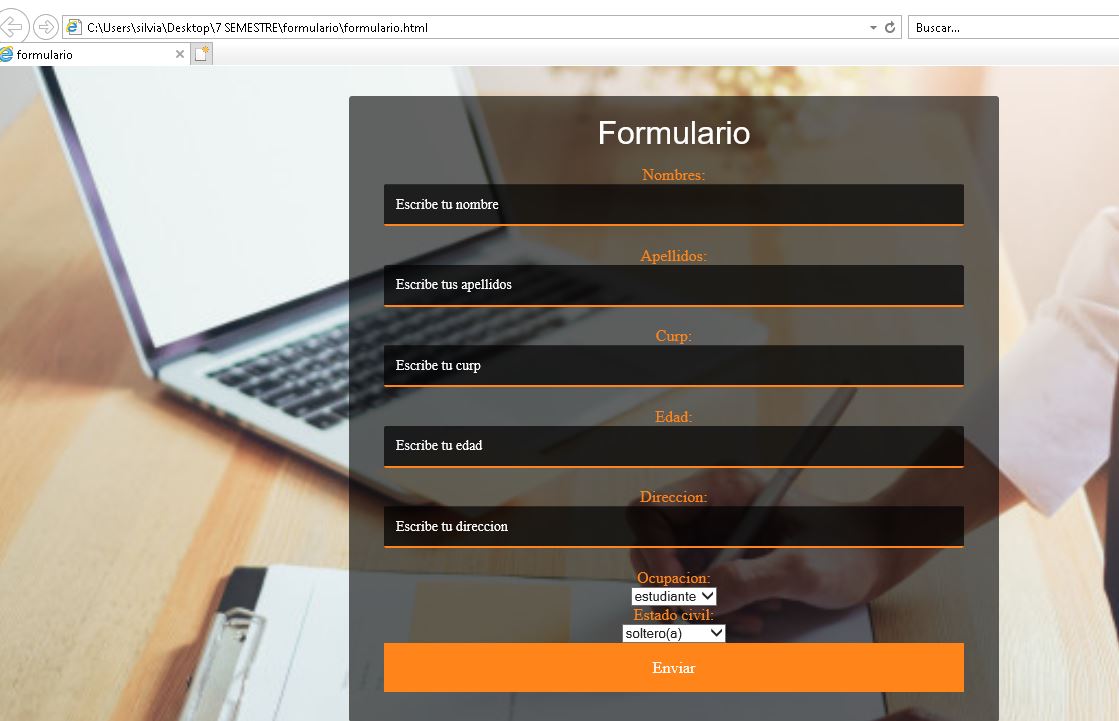 C:\Users\silvia\Desktop\7 SEMESTRE\formulario\formulario.html
Buscar...
formulario
Formulario
Nombres:
Escribe tu nombre
Apellidos:
Escribe tus apellidos
Curp:
Escribe tu curp
Edad:
Escribe tu edad
Direccion:
Escribe tu direccion
Ocupacion:
estudiante
Estado civil:
soltero(a)
Enviar